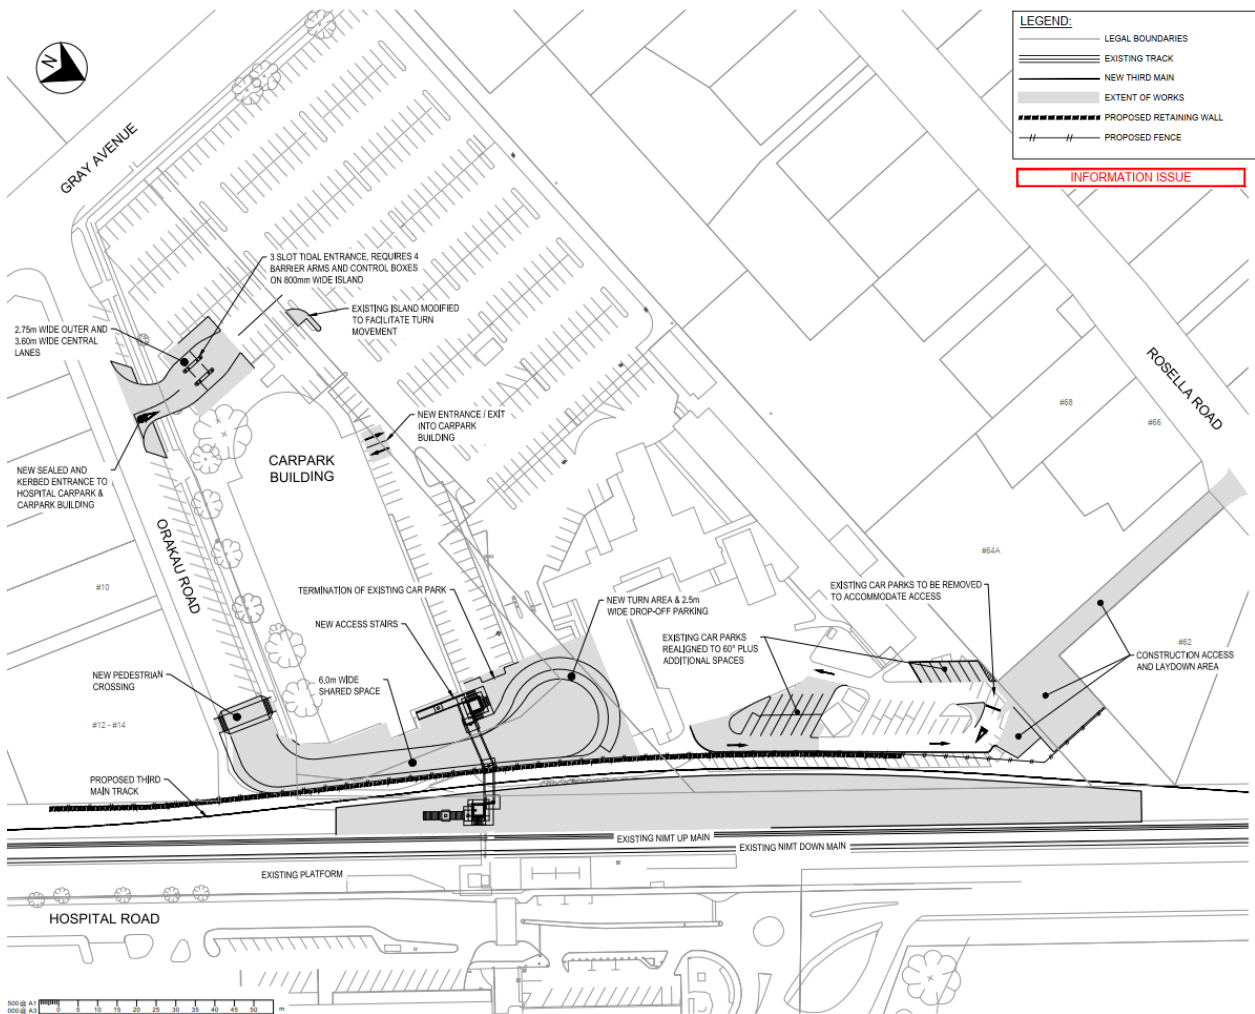 LEGEND:
LEGAL BOUNDARIES
EXISTING TRACK
NEW THIRD MAIN
EXTENT OF WORKS
PROPOSED RETAINING WALL
PROPOSED FENCE
INFORMATION ISSUE
N
GRAY AVENUE
3 SLOT TIDAL ENTRANCE, REQUIRES 4
BARRIER ARMS AND CONTROL BOXES
ON 800mm WIDE ISLAND
EXISTING ISLAND MODIFIED
TO FACILITATE TURN
MOVEMENT
2.75m WIDE OUTER AND
3.60m WIDE CENTRAL
LANES
ROSELLA ROAD
#68
#66
NEW ENTRANCE / EXIT
INTO CARPARK
BUILDING
CARPARK
BUILDING
NEW SEALED AND
KERBED ENTRANCE TO
HOSPITAL CARPARK &
CARPARK BUILDING
ORAKAU ROAD
#64A
#10
TERMINATION OF EXISTING CAR PARK
NEW TURN AREA & 2.5m
WIDE DROP-OFF PARKING
EXISTING CAR PARKS TO BE REMOVED
TO ACCOMMODATE ACCESS
NEW ACCESS STAIRS
EXISTING CAR PARKS
REALIGNED TO 60° PLUS
ADDITIONAL SPACES
#62
CONSTRUCTION ACCESS
AND LAYDOWN AREA
NEW PEDESTRIAN
CROSSING
6.0m WIDE
SHARED SPACE
#12 - #14
PROPOSED THIRD
MAIN TRACK
EXISTING NIMT UP MAIN
EXISTING NIMT DOWN MAIN
EXISTING PLATFORM
HOSPITAL ROAD
500@ A1
000@ A3
0 5 10 15 20 25 30 35 40 45 50 m